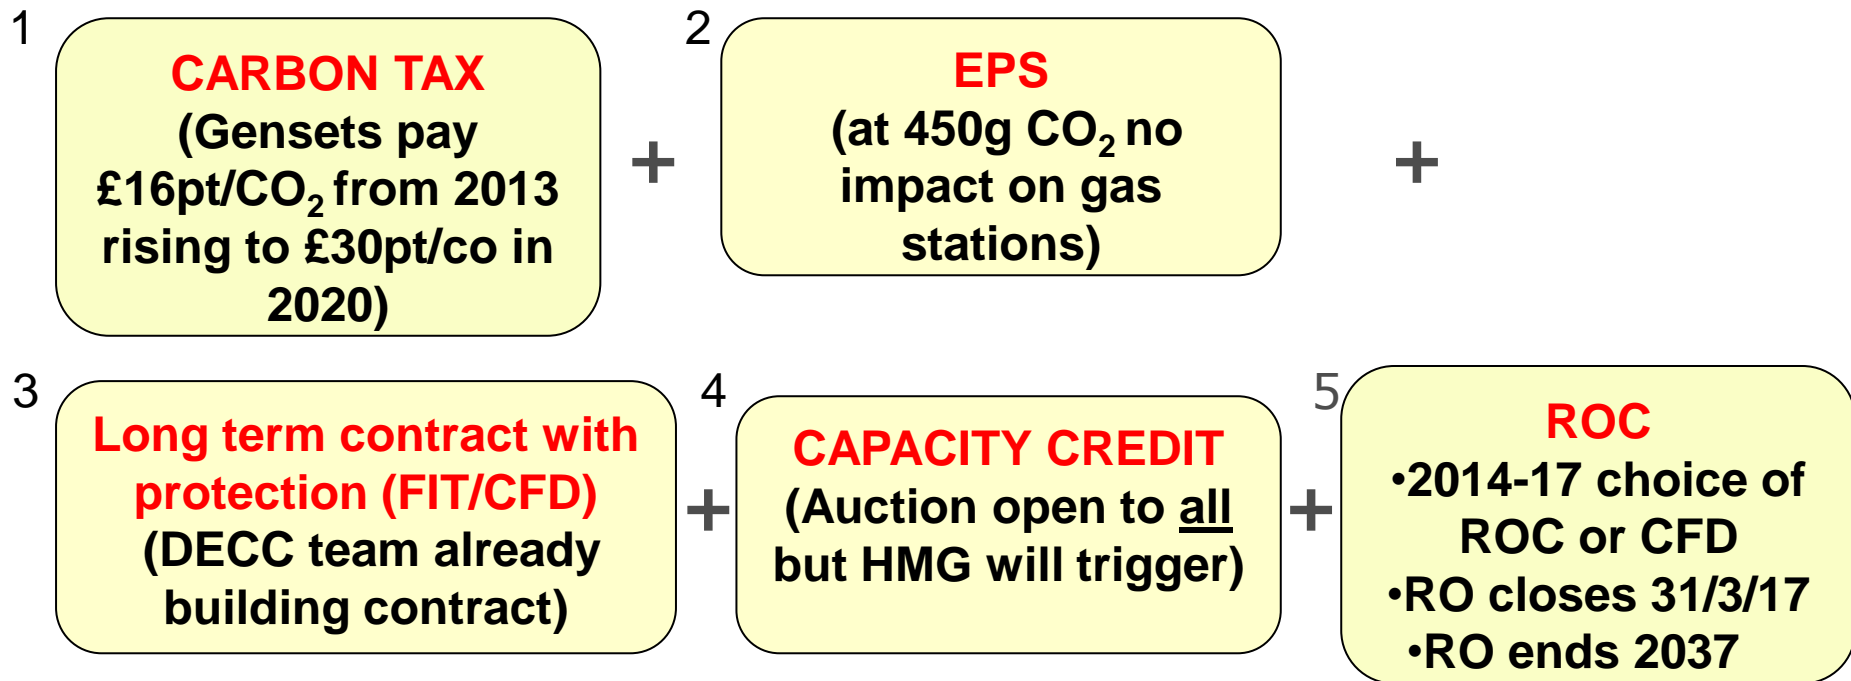 1
CARBON TAX
(Gensets pay
£16pt/CO₂ from 2013
rising to £30pt/co in
2020)
+
2
EPS
(at 450g CO₂ no
impact on gas
stations)
+
3
Long term contract with
protection (FIT/CFD)
(DECC team already
building contract)
+
4
CAPACITY CREDIT
(Auction open to all
but HMG will trigger)
+
5
ROC
•2014-17 choice of
ROC or CFD
•RO closes 31/3/17
•RO ends 2037